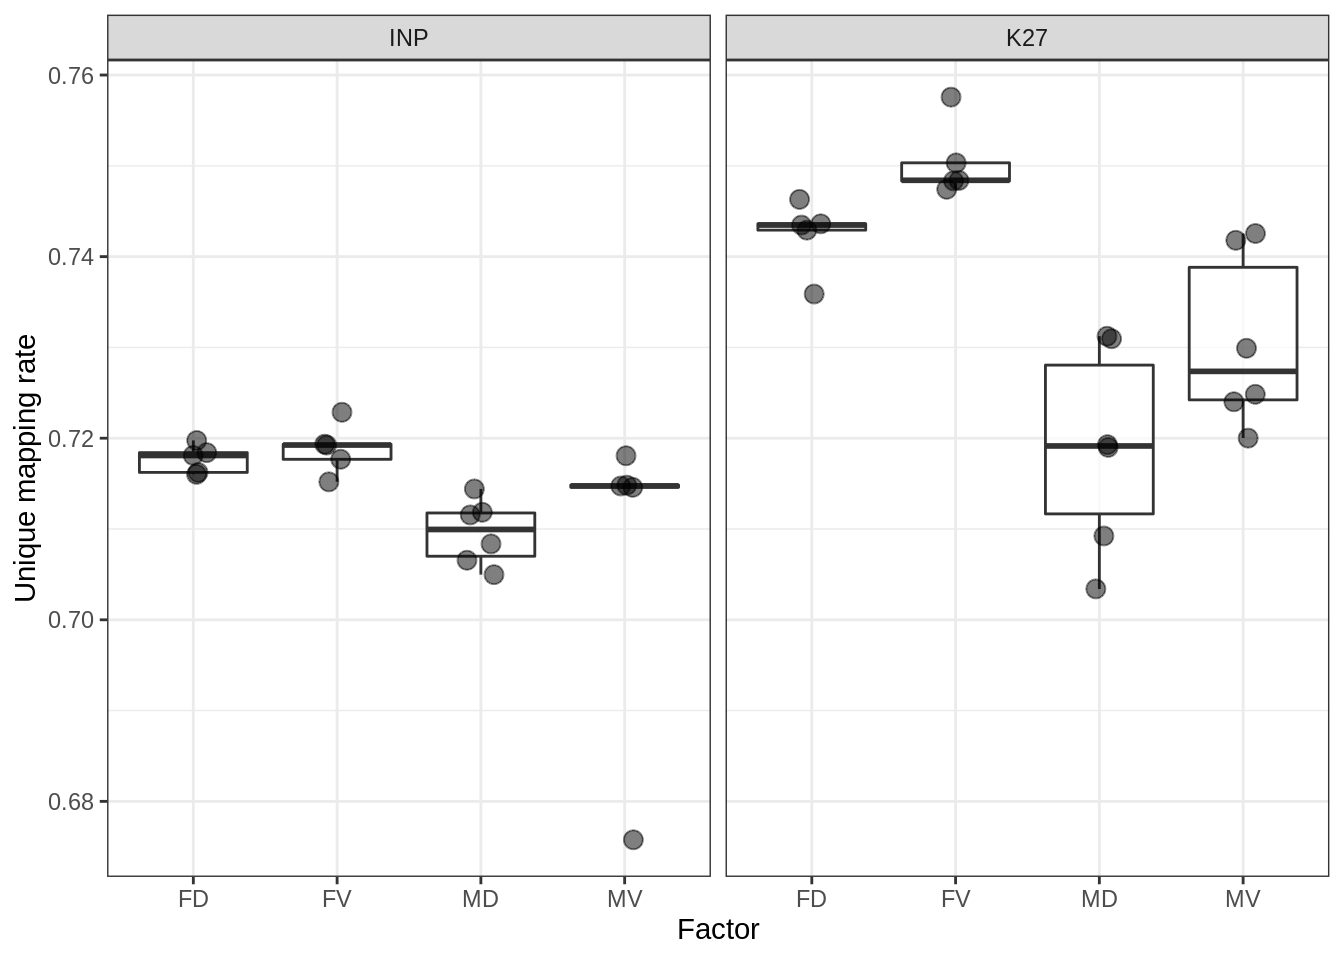 INP
K27
0.76
0.74
0.72
0.70
0.68
Unique mapping rate
FD FV MD MV
FD FV MD MV
Factor